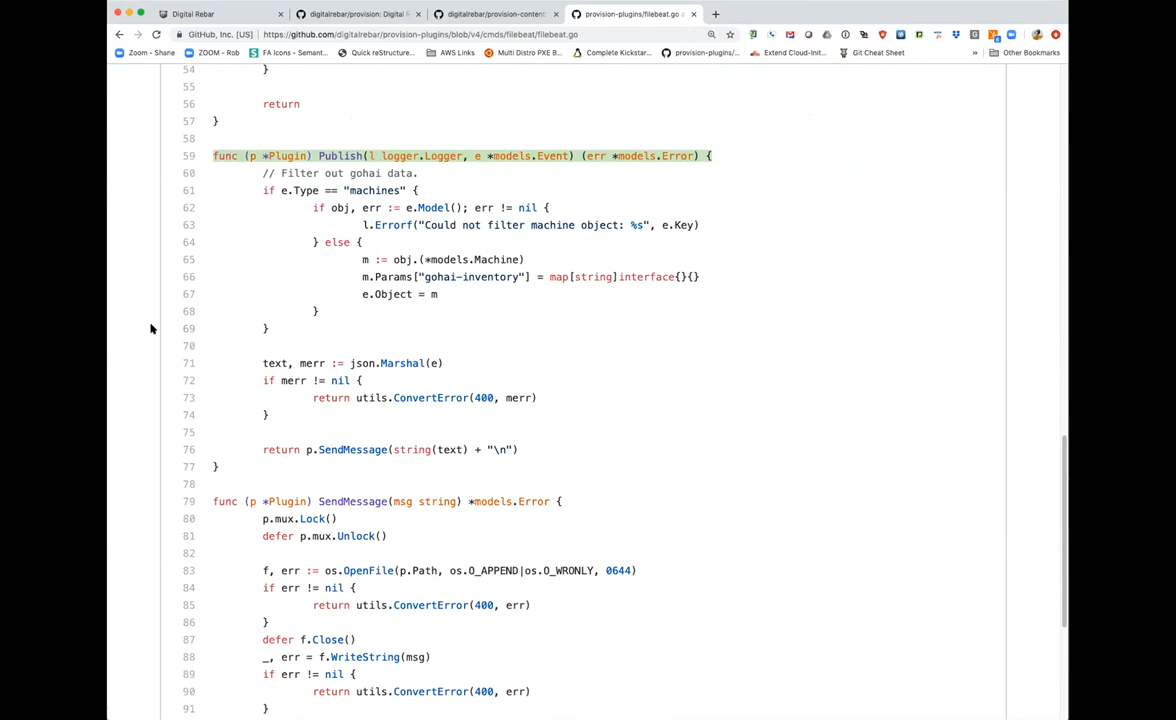 Digital Rebar
digitalrebar/provision: Digital R
digitalrebar/provision-content
provision-plugins/filebeat.go a
GitHub, Inc. [US]
https://github.com/digitalrebar/provision-plugins/blob/v4/cmds/filebeat/filebeat.go
Zoom - Shane
ZOOM - Rob
FA Icons – Semant...
Quick reStructure...
AWS Links
Multi Distro PXE B...
Complete Kickstar...
provision-plugins/...
Extend Cloud-Init...
Git Cheat Sheet
»
Other Bookmarks
54 }
55
56 return
57 }
58
59 func (p *Plugin) Publish(l logger.Logger, e *models.Event) (err *models.Error) {
60 // Filter out gohai data.
61 if e.Type == "machines" {
62 if obj, err := e.Model(); err != nil {
63 l.Errorf("Could not filter machine object: %s", e.Key)
64 } else {
65 m := obj.(*models.Machine)
66 m.Params["gohai-inventory"] = map[string]interface{}{}
67 e.Object = m
68 }
69 }
70
71 text, merr := json.Marshal(e)
72 if merr != nil {
73 return utils.ConvertError(400, merr)
74 }
75
76 return p.SendMessage(string(text) + "\n")
77 }
78
79 func (p *Plugin) SendMessage(msg string) *models.Error {
80 p.mux.Lock()
81 defer p.mux.Unlock()
82
83 f, err := os.OpenFile(p.Path, os.O_APPEND|os.O_WRONLY, 0644)
84 if err != nil {
85 return utils.ConvertError(400, err)
86 }
87 defer f.Close()
88 _, err = f.WriteString(msg)
89 if err != nil {
90 return utils.ConvertError(400, err)
91 }